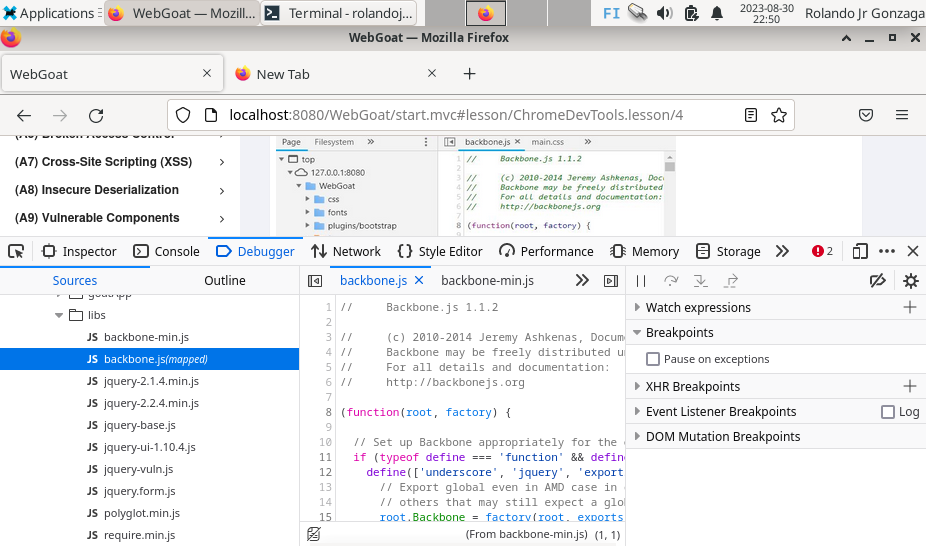 Applications
WebGoat — Mozill...
Terminal - rolandoj...
FI
2023-08-30
22:50
Rolando Jr Gonzaga
WebGoat — Mozilla Firefox
WebGoat
New Tab
localhost:8080/WebGoat/start.mvc#lesson/ChromeDevTools.lesson/4
(A5) Broken Access Control
(A7) Cross-Site Scripting (XSS)
(A8) Insecure Deserialization
(A9) Vulnerable Components
Page Filesystem »
top
127.0.0.1:8080
WebGoat
css
fonts
plugins/bootstrap
backbone.js × main.css »
1 // Backbone.js 1.1.2
2
3 // (c) 2010-2014 Jeremy Ashkenas, Docu
4 // Backbone may be freely distributed
5 // For all details and documentation:
6 // http://backbonejs.org
7
8 (function(root, factory) {
Inspector Console Debugger Network Style Editor Performance Memory Storage » 2
Sources Outline
goatApp
libs
JS backbone-min.js
JS backbone.js(mapped)
JS jquery-2.1.4.min.js
JS jquery-2.2.4.min.js
JS jquery-base.js
JS jquery-ui-1.10.4.js
JS jquery-vuln.js
JS jquery.form.js
JS polyglot.min.js
JS require.min.js
backbone.js × backbone-min.js »
1 // Backbone.js 1.1.2
2
3 // (c) 2010-2014 Jeremy Ashkenas, Docume
4 // Backbone may be freely distributed u
5 // For all details and documentation:
6 // http://backbonejs.org
7
8 (function(root, factory) {
9
10 // Set up Backbone appropriately for the
11 if (typeof define === 'function' && define
12 define(['underscore', 'jquery', 'export
13 // Export global even in AMD case in
14 // others that may still expect a glo
15 root.Backbone = factory(root, exports
(From backbone-min.js) (1, 1)
Watch expressions
Breakpoints
Pause on exceptions
XHR Breakpoints
Event Listener Breakpoints Log
DOM Mutation Breakpoints